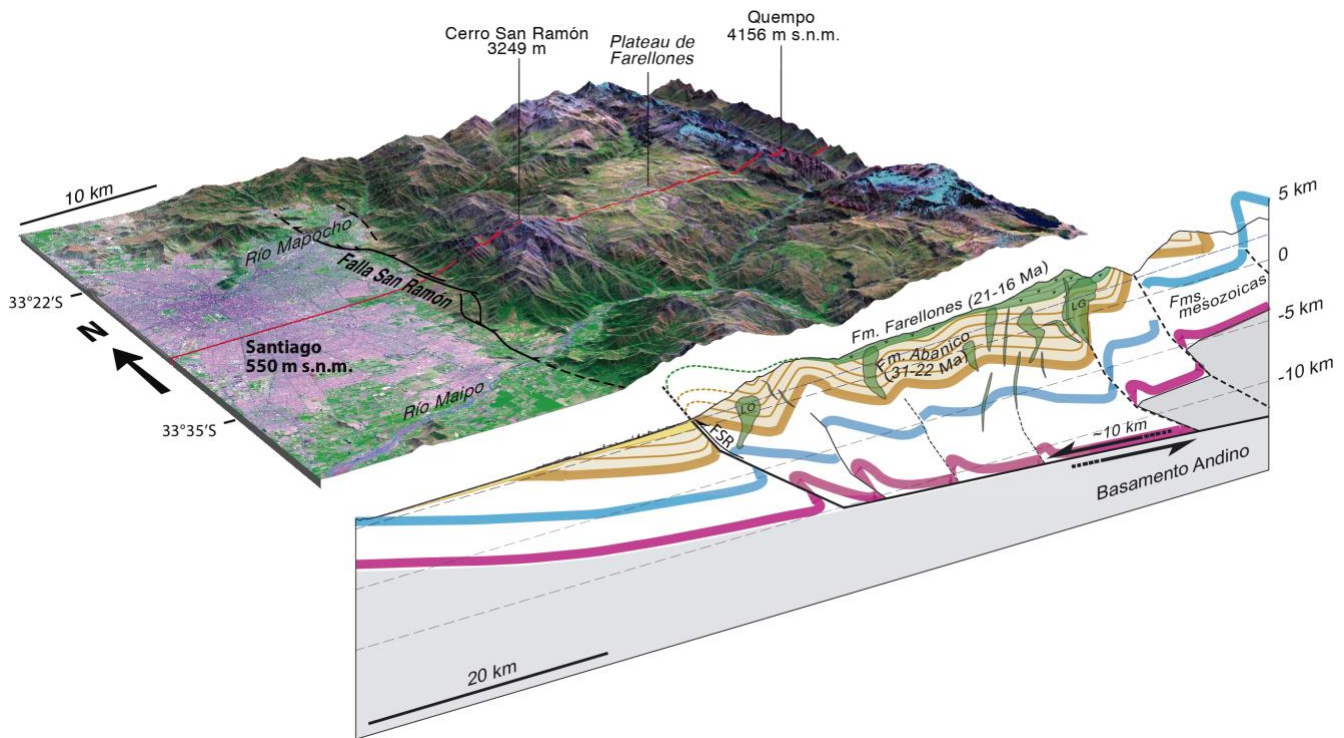 Cerro San Ramón
3249 m
Plateau de
Farellones
Quempo
4156 m s.n.m.
10 km
Río Mapocho
Falla San Ramón
33°22'S
N
Santiago
550 m s.n.m.
Río Maipo
33°35'S
5 km
0
-5 km
-10 km
Fm. Farellones (21-16 Ma)
LG
Fms.
mesozoicas
Fm. Abanico
(31-22 Ma)
LO
FSR
~10 km
Basamento Andino
20 km